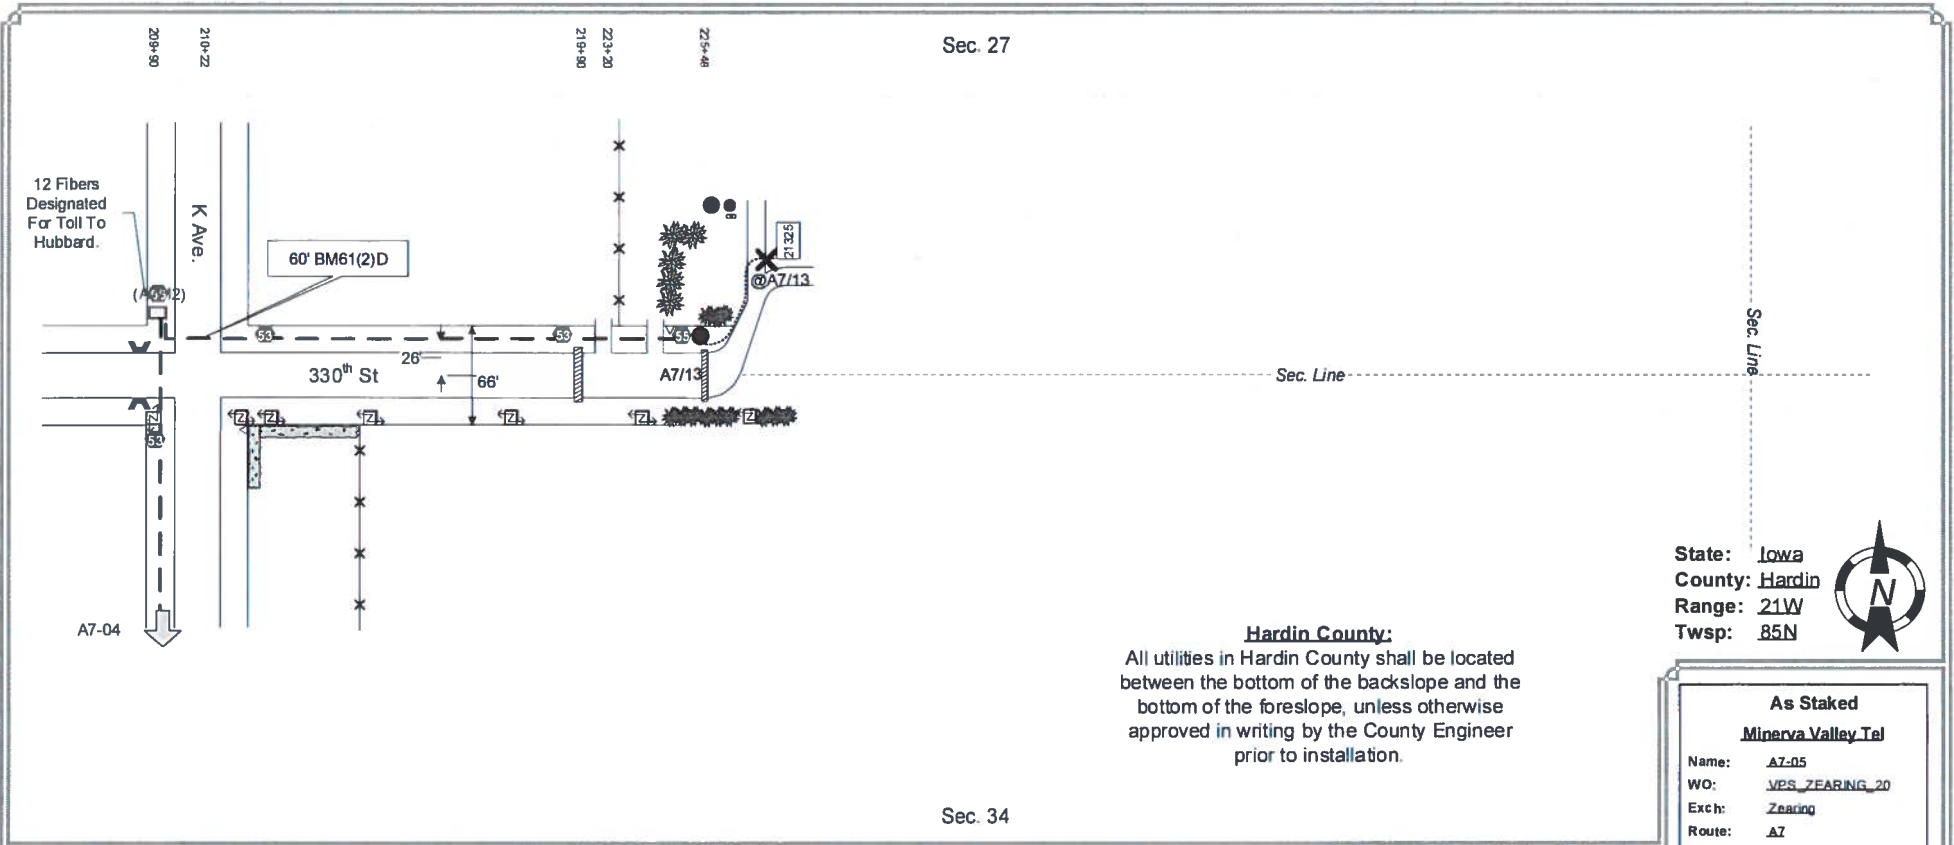 209+90
210+22
219+90
223+20
225+48
Sec. 27
12 Fibers
Designated
For Toll To
Hubbard.
K Ave.
60' BM61(2)D
21325
@A7/13
53
53
55
26'
330th St
66'
A7/13
Sec. Line
Sec. Line
Z
Z
Z
Z
Z
Z
Z
53
A7-04
State: Iowa
County: Hardin
Range: 21W
Twsp: 85N
N
Hardin County:
All utilities in Hardin County shall be located
between the bottom of the backslope and the
bottom of the foreslope, unless otherwise
approved in writing by the County Engineer
prior to installation.
As Staked
Minerva Valley Tel
Name: A7-05
WO: VPS_ZEARING_20
Exch: Zearing
Route: A7
Sec. 34